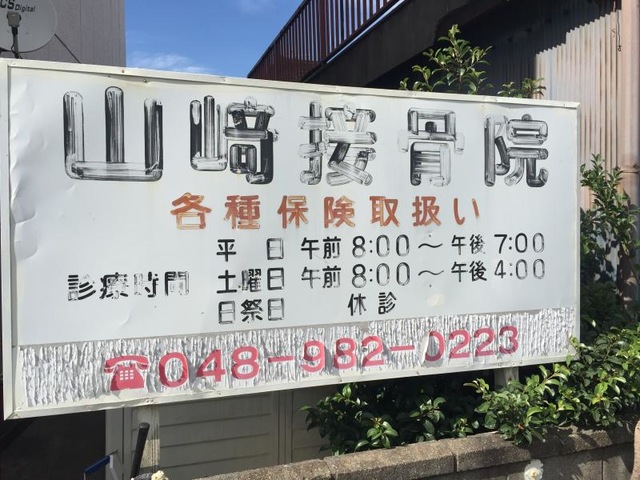 CS Digital
山崎接骨院
各種保険取扱い
平日 午前 8:00～午後 7:00
診療時間 土曜日 午前 8:00～午後 4:00
日祭日 休診
☎048-982-0223